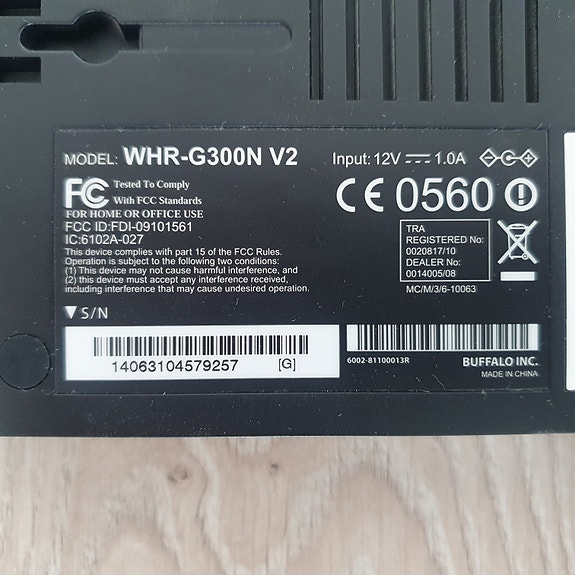 MODEL: WHR-G300N V2
Input: 12V 1.0A
FC Tested To Comply
With FCC Standards
FOR HOME OR OFFICE USE
FCC ID:FDI-09101561
IC:6102A-027
This device complies with part 15 of the FCC Rules.
Operation is subject to the following two conditions:
(1) This device may not cause harmful interference, and
(2) this device must accept any interference received,
including interference that may cause undesired operation.
CE 0560
TRA
REGISTERED No:
0020817/10
DEALER No:
0014005/08
MC/M/3/6-10063
S/N
14063104579257 [G]
6002-81100013R
BUFFALO INC.
MADE IN CHINA